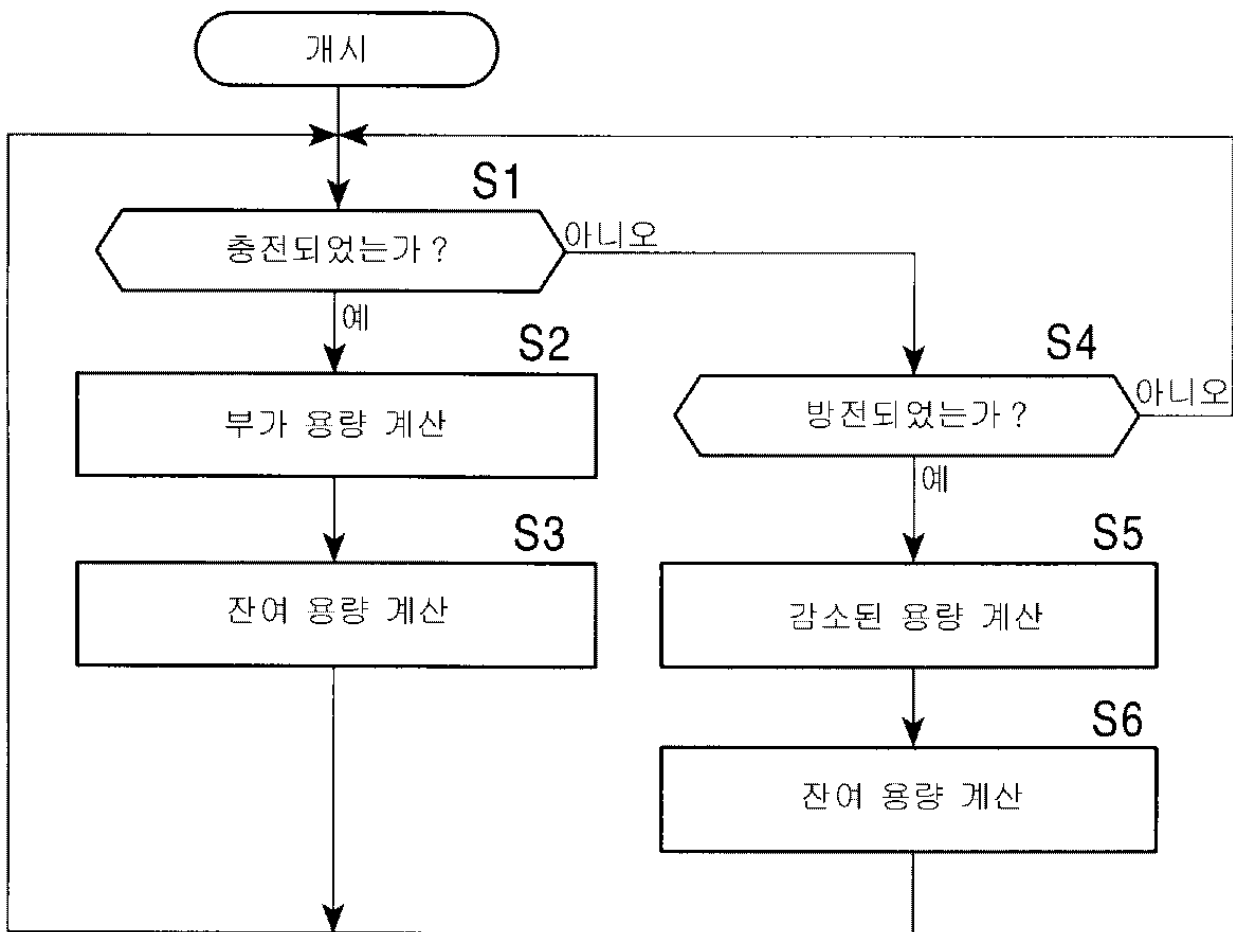 개시
S1
충전되었는가?
아니오
예
S2
부가 용량 계산
S3
잔여 용량 계산
S4
방전되었는가?
아니오
예
S5
감소된 용량 계산
S6
잔여 용량 계산